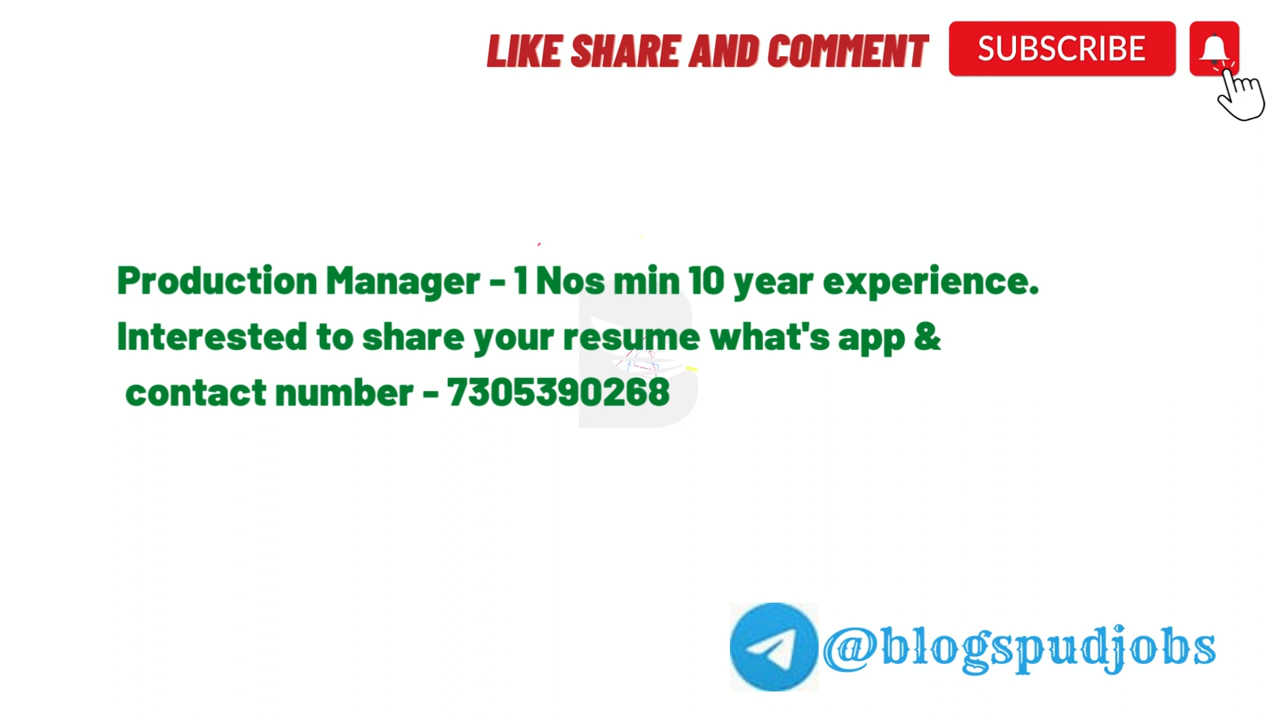 LIKE SHARE AND COMMENT
SUBSCRIBE
Production Manager - 1 Nos min 10 year experience.
Interested to share your resume what's app &
contact number - 7305390268
@blogspudjobs